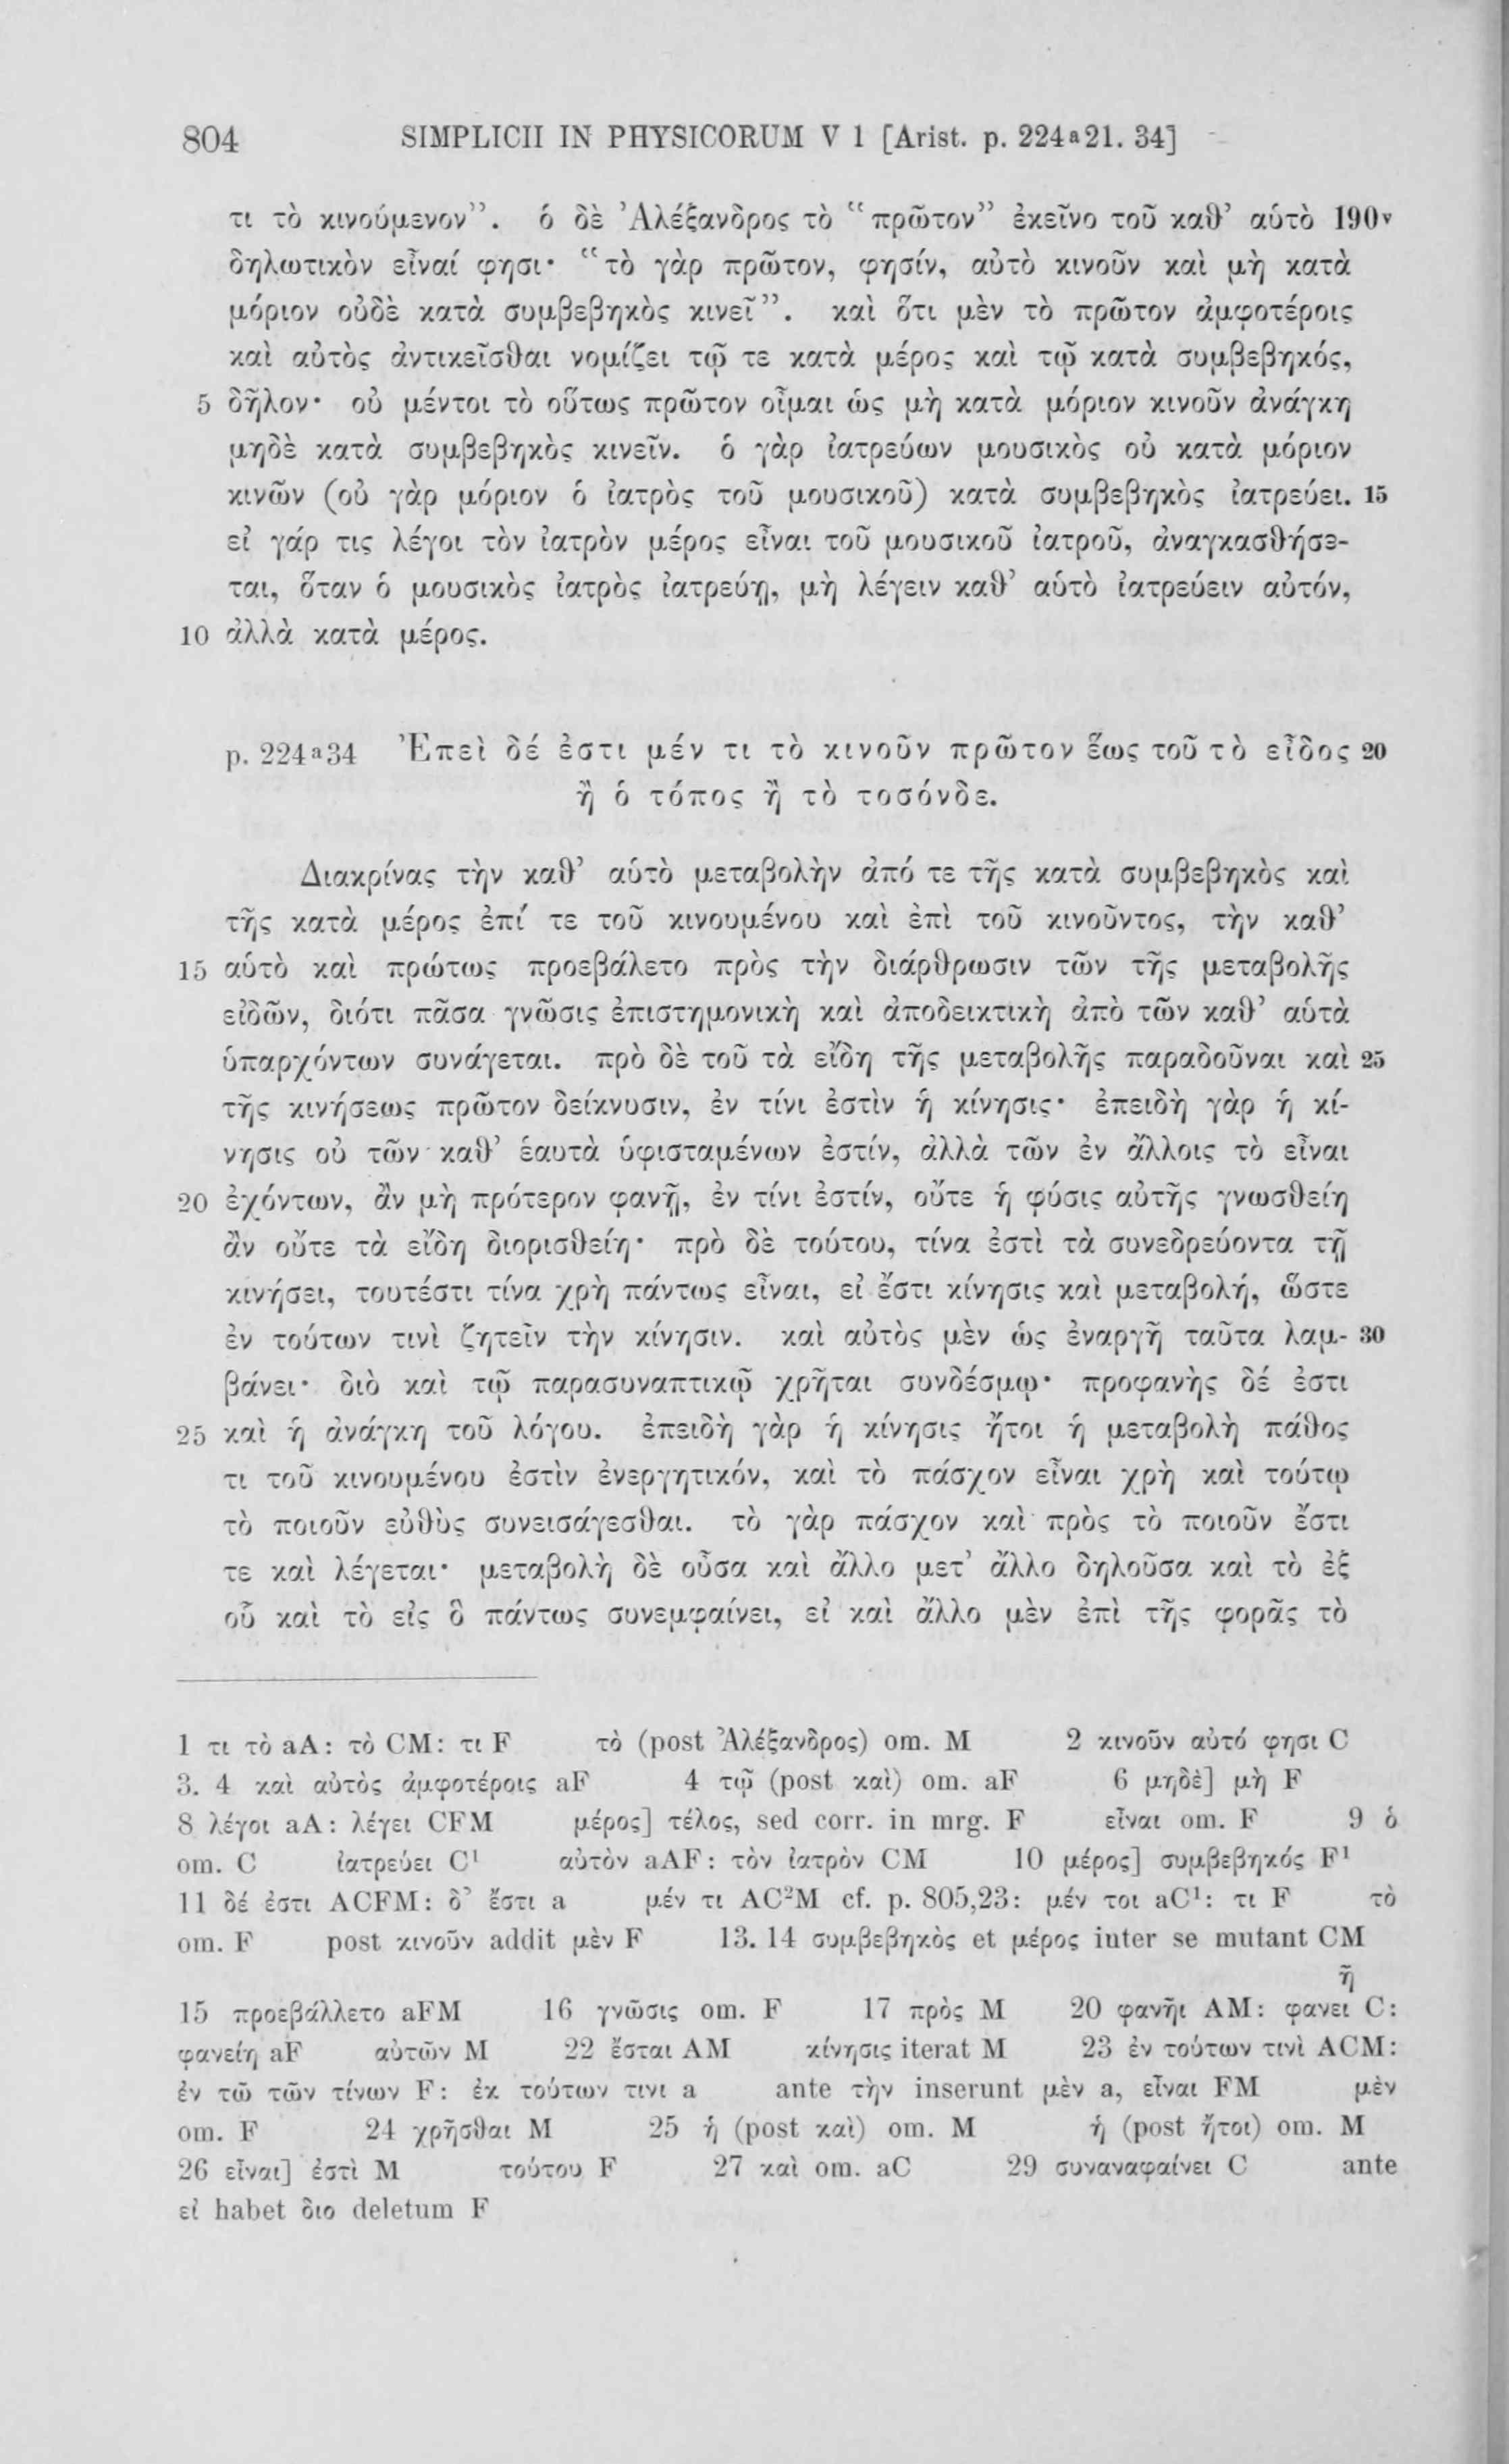 804 SIMPLICII IN PHYSICORUM V 1 [Arist. p. 224ᵃ21. 34]
τι τὸ κινούμενον”. ὁ δὲ Ἀλέξανδρος τὸ “πρῶτον” ἐκεῖνο τοῦ καθ’ αὑτὸ 190ᵛ
δηλωτικὸν εἶναί φησι· “τὸ γὰρ πρῶτον, φησίν, αὐτὸ κινοῦν καὶ μὴ κατὰ
μόριον οὐδὲ κατὰ συμβεβηκὸς κινεῖ”. καὶ ὅτι μὲν τὸ πρῶτον ἀμφοτέροις
καὶ αὐτὸς ἀντικεῖσθαι νομίζει τῷ τε κατὰ μέρος καὶ τῷ κατὰ συμβεβηκός,
5 δῆλον· οὐ μέντοι τὸ οὕτως πρῶτον οἶμαι ὡς μὴ κατὰ μόριον κινοῦν ἀνάγκη
μηδὲ κατὰ συμβεβηκὸς κινεῖν. ὁ γὰρ ἰατρεύων μουσικὸς οὐ κατὰ μόριον
κινῶν (οὐ γὰρ μόριον ὁ ἰατρὸς τοῦ μουσικοῦ) κατὰ συμβεβηκὸς ἰατρεύει. 15
εἰ γάρ τις λέγοι τὸν ἰατρὸν μέρος εἶναι τοῦ μουσικοῦ ἰατροῦ, ἀναγκασθήσε-
ται, ὅταν ὁ μουσικὸς ἰατρὸς ἰατρεύῃ, μὴ λέγειν καθ’ αὑτὸ ἰατρεύειν αὐτόν,
10 ἀλλὰ κατὰ μέρος.
p. 224ᵃ34 Ἐπεὶ δέ ἐστι μέν τι τὸ κινοῦν πρῶτον ἕως τοῦ τὸ εἶδος 20
ἢ ὁ τόπος ἢ τὸ τοσόνδε.
Διακρίνας τὴν καθ’ αὑτὸ μεταβολὴν ἀπό τε τῆς κατὰ συμβεβηκὸς καὶ
τῆς κατὰ μέρος ἐπί τε τοῦ κινουμένου καὶ ἐπὶ τοῦ κινοῦντος, τὴν καθ’
15 αὑτὸ καὶ πρώτως προεβάλετο πρὸς τὴν διάρθρωσιν τῶν τῆς μεταβολῆς
εἰδῶν, διότι πᾶσα γνῶσις ἐπιστημονικὴ καὶ ἀποδεικτικὴ ἀπὸ τῶν καθ’ αὑτὰ
ὑπαρχόντων συνάγεται. πρὸ δὲ τοῦ τὰ εἴδη τῆς μεταβολῆς παραδοῦναι καὶ 25
τῆς κινήσεως πρῶτον δείκνυσιν, ἐν τίνι ἐστὶν ἡ κίνησις· ἐπειδὴ γὰρ ἡ κί-
νησις οὐ τῶν καθ’ ἑαυτὰ ὑφισταμένων ἐστίν, ἀλλὰ τῶν ἐν ἄλλοις τὸ εἶναι
20 ἐχόντων, ἂν μὴ πρότερον φανῇ, ἐν τίνι ἐστίν, οὔτε ἡ φύσις αὐτῆς γνωσθείη
ἂν οὔτε τὰ εἴδη διορισθείη· πρὸ δὲ τούτου, τίνα ἐστὶ τὰ συνεδρεύοντα τῇ
κινήσει, τουτέστι τίνα χρὴ πάντως εἶναι, εἰ ἔστι κίνησις καὶ μεταβολή, ὥστε
ἐν τούτων τινὶ ζητεῖν τὴν κίνησιν. καὶ αὐτὸς μὲν ὡς ἐναργῆ ταῦτα λαμ- 30
βάνει· διὸ καὶ τῷ παρασυναπτικῷ χρῆται συνδέσμῳ· προφανὴς δέ ἐστι
25 καὶ ἡ ἀνάγκη τοῦ λόγου. ἐπειδὴ γὰρ ἡ κίνησις ἤτοι ἡ μεταβολὴ πάθος
τι τοῦ κινουμένου ἐστὶν ἐνεργητικόν, καὶ τὸ πάσχον εἶναι χρὴ καὶ τούτῳ
τὸ ποιοῦν εὐθὺς συνεισάγεσθαι. τὸ γὰρ πάσχον καὶ πρὸς τὸ ποιοῦν ἔστι
τε καὶ λέγεται· μεταβολὴ δὲ οὖσα καὶ ἄλλο μετ’ ἄλλο δηλοῦσα καὶ τὸ ἐξ
οὗ καὶ τὸ εἰς ὃ πάντως συνεμφαίνει, εἰ καὶ ἄλλο μὲν ἐπὶ τῆς φορᾶς τὸ
1 τι τὸ aA: τὸ CM: τι F τὸ (post Ἀλέξανδρος) om. M 2 κινοῦν αὐτό φησι C
3. 4 καὶ αὐτὸς ἀμφοτέροις aF 4 τῷ (post καὶ) om. aF 6 μηδὲ] μὴ F
8 λέγοι aA: λέγει CFM μέρος] τέλος, sed corr. in mrg. F εἶναι om. F 9 ὁ
om. C ἰατρεύει C¹ αὐτὸν aAF: τὸν ἰατρὸν CM 10 μέρος] συμβεβηκός F¹
11 δέ ἐστι ACFM: δ’ ἔστι a μέν τι AC²M cf. p. 805,23: μέν τοι aC¹: τι F τὸ
om. F post κινοῦν addit μὲν F 13. 14 συμβεβηκὸς et μέρος inter se mutant CM
ῆ
15 προεβάλλετο aFM 16 γνῶσις om. F 17 πρὸς M 20 φανῆι AM: φανει C:
φανείη aF αὐτῶν M 22 ἔσται AM κίνησις iterat M 23 ἐν τούτων τινὶ ACM:
ἐν τῶ τῶν τίνων F: ἐκ τούτων τινι a ante τὴν inserunt μὲν a, εἶναι FM μὲν
om. F 24 χρῆσθαι M 25 ἡ (post καὶ) om. M ἡ (post ἤτοι) om. M
26 εἶναι] ἐστὶ M τούτου F 27 καὶ om. aC 29 συναναφαίνει C ante
εἰ habet διο deletum F